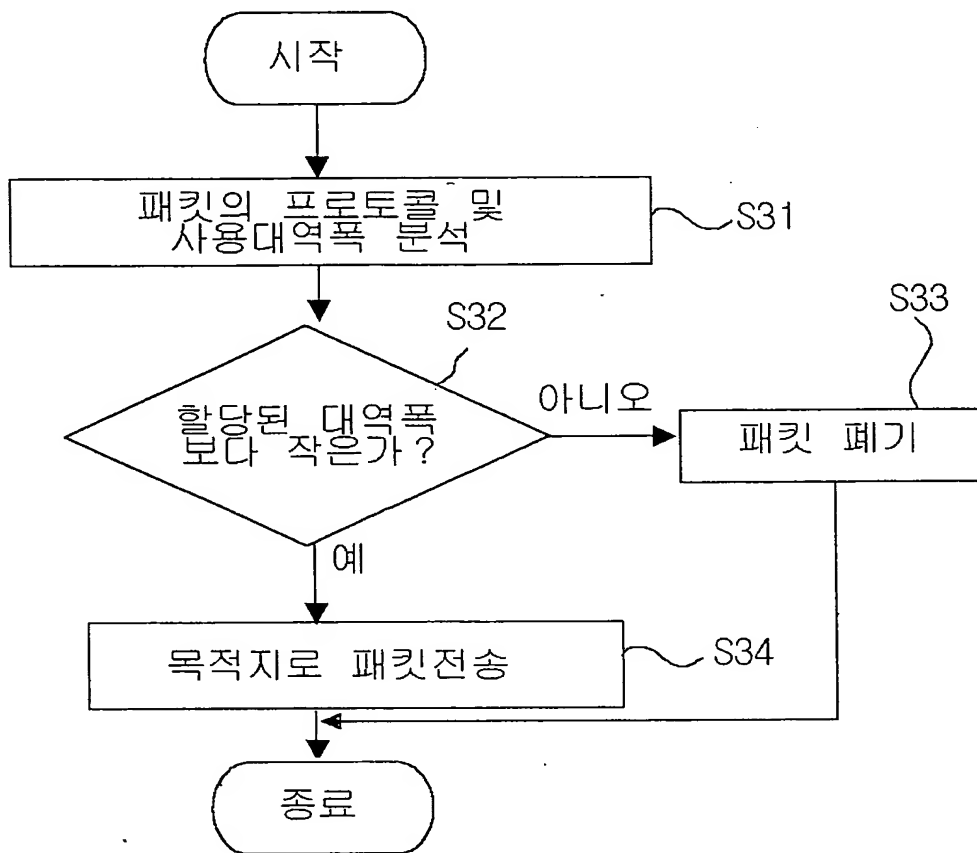 시작
패킷의 프로토콜 및
사용대역폭 분석
S31
S32
할당된 대역폭
보다 작은가?
아니오
S33
패킷 폐기
예
목적지로 패킷전송
S34
종료